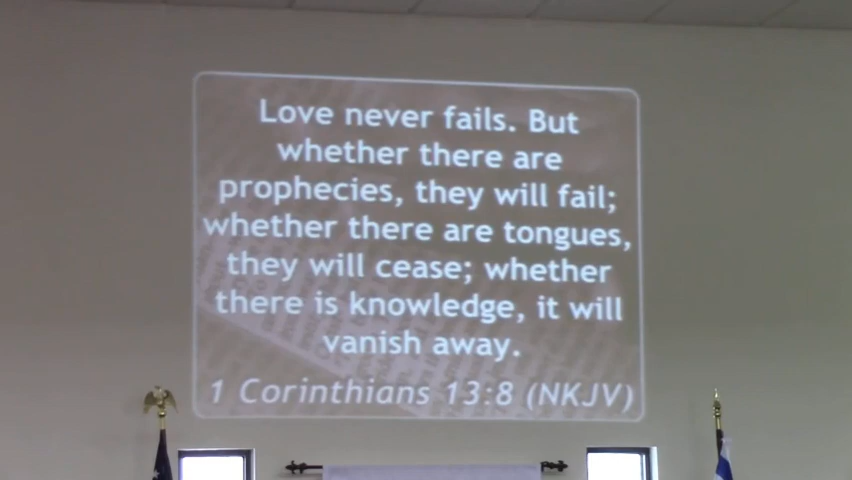 Love never fails. But
whether there are
prophecies, they will fail;
whether there are tongues,
they will cease; whether
there is knowledge, it will
vanish away.
1 Corinthians 13:8 (NKJV)